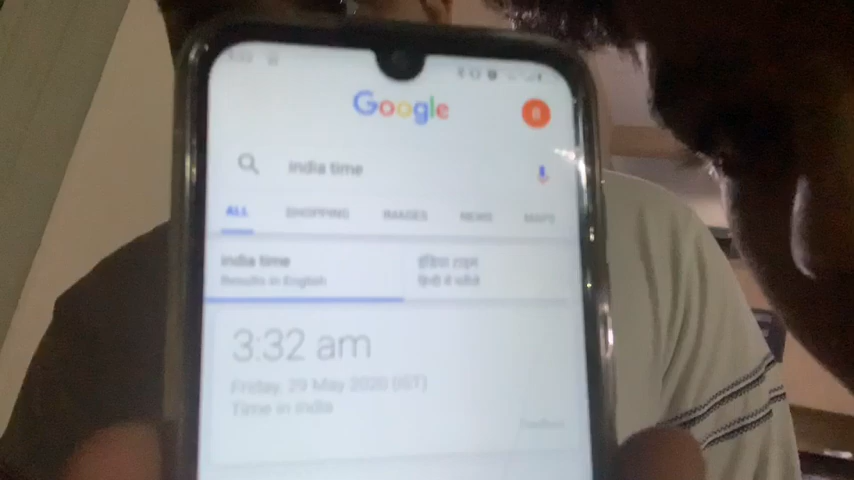 Google
india time
ALL SHOPPING IMAGES NEWS MAPS
india time इंडिया टाइम
Results in English हिन्दी में खोजें
3:32 am
Friday, 29 May 2020 (IST)
Time in India